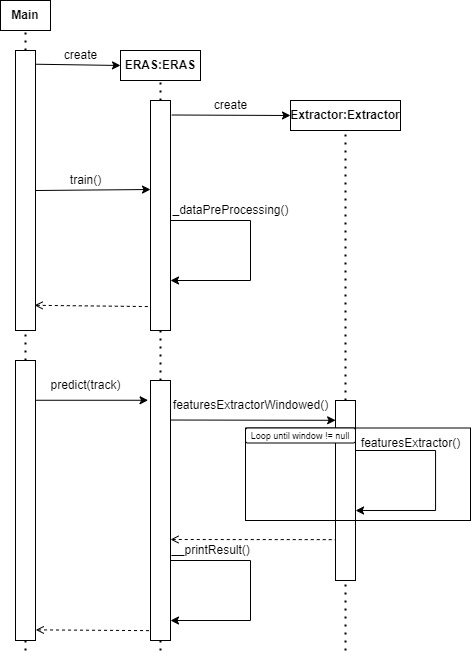 Main
create
ERAS:ERAS
create
Extractor:Extractor
train()
_dataPreProcessing()
predict(track)
featuresExtractorWindowed()
Loop until window != null
featuresExtractor()
__printResult()